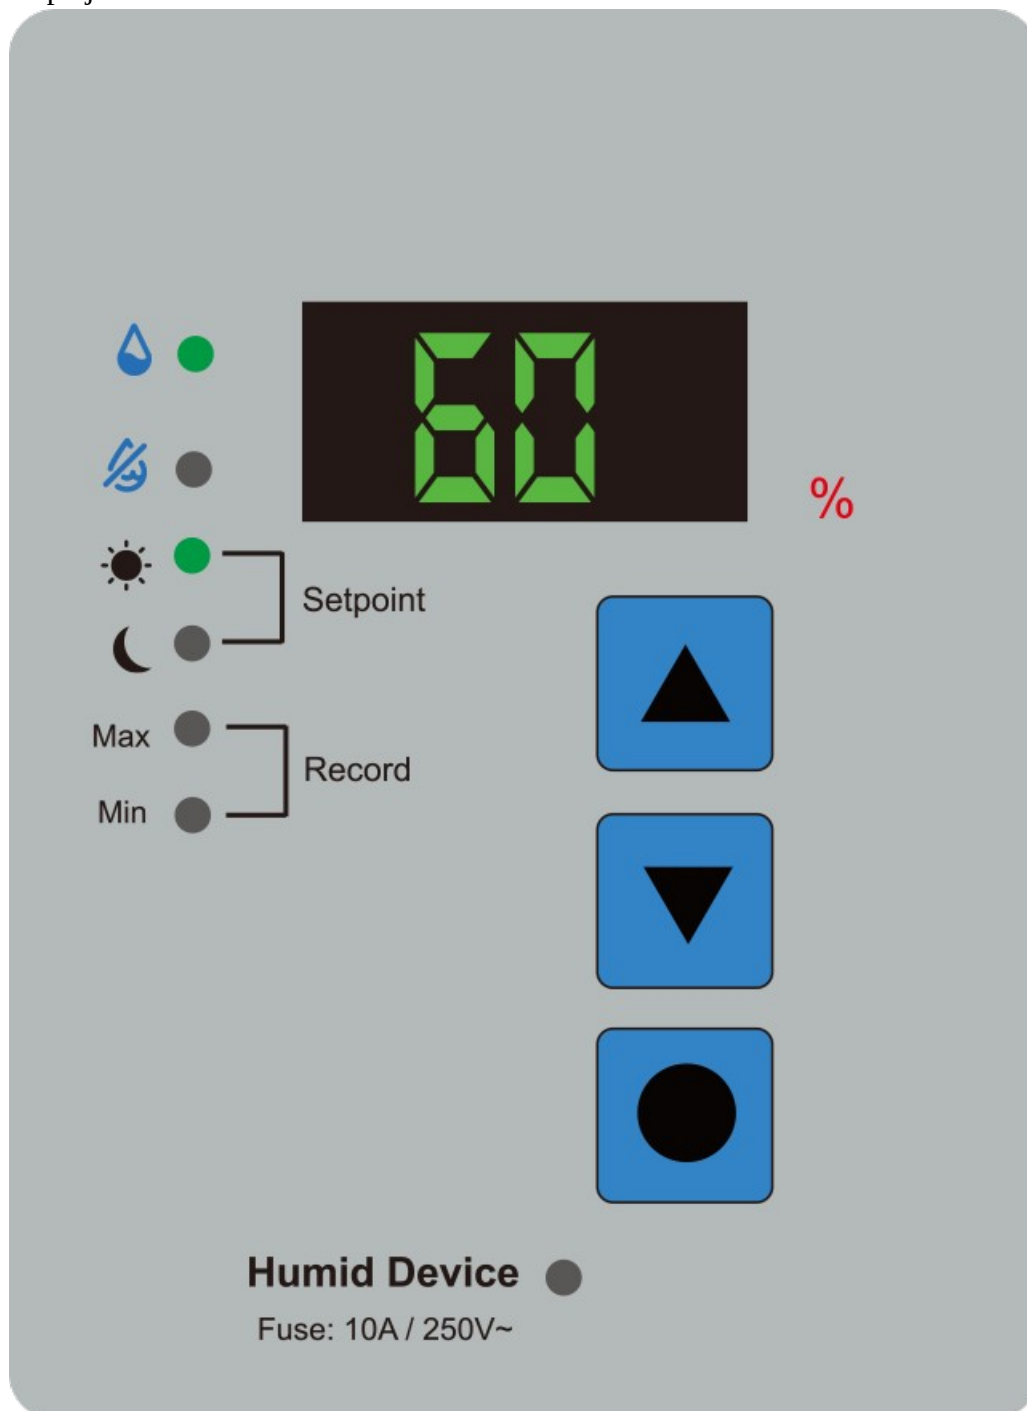 60
%
Setpoint
Max
Record
Min
Humid Device
Fuse: 10A / 250V~